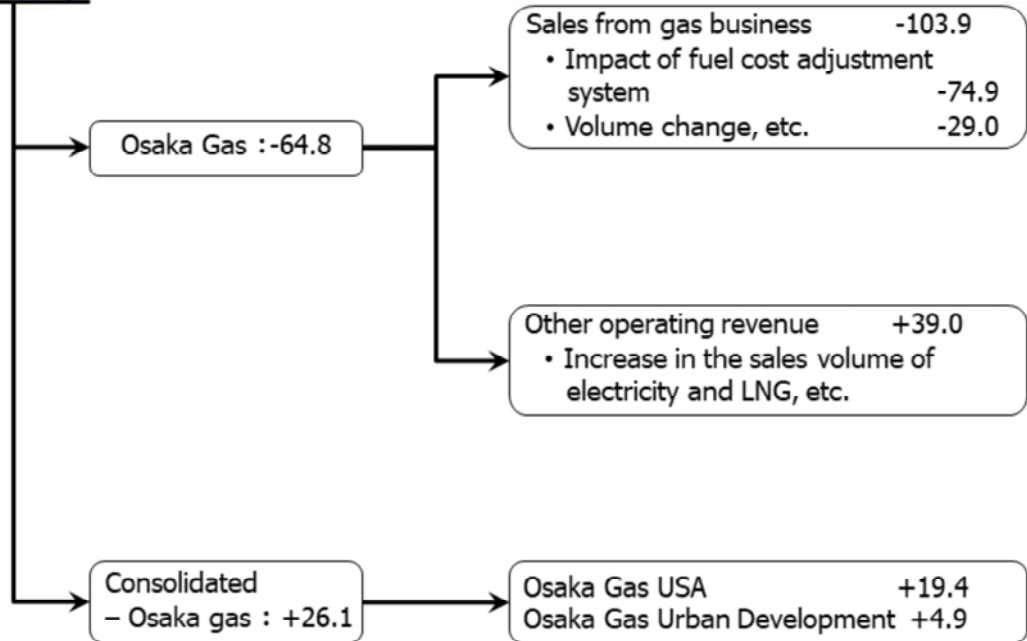 Sales from gas business -103.9
• Impact of fuel cost adjustment
system -74.9
• Volume change, etc. -29.0
Osaka Gas :-64.8
Other operating revenue +39.0
• Increase in the sales volume of
electricity and LNG, etc.
Consolidated
– Osaka gas : +26.1
Osaka Gas USA +19.4
Osaka Gas Urban Development +4.9